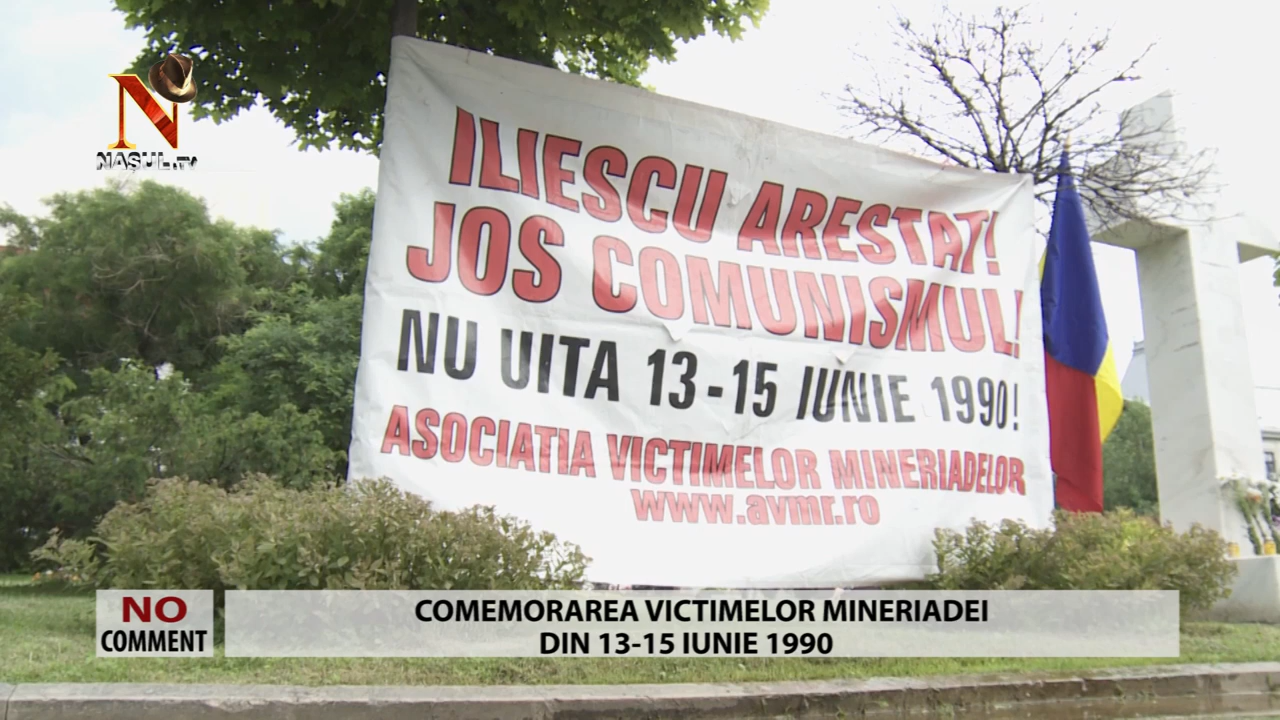 N
NAȘUL.TV
ILIESCU ARESTAT!
JOS COMUNISMUL!
NU UITA 13-15 IUNIE 1990!
ASOCIATIA VICTIMELOR MINERIADELOR
www.avmr.ro
NO
COMMENT
COMEMORAREA VICTIMELOR MINERIADEI
DIN 13-15 IUNIE 1990